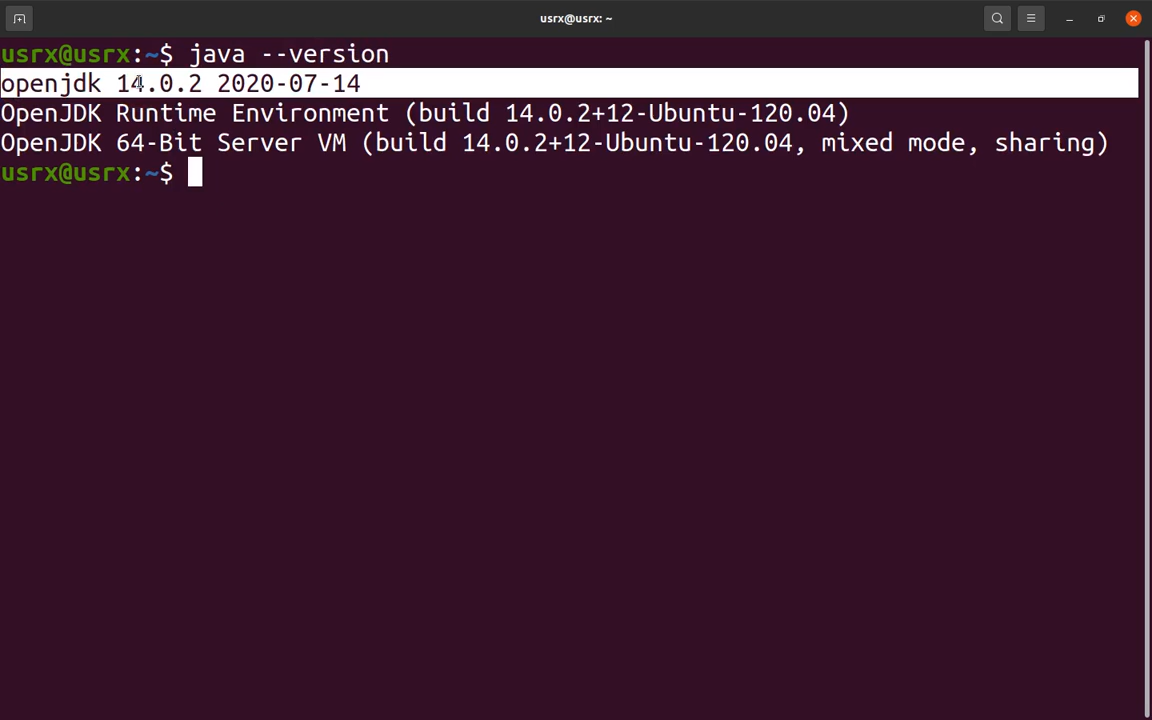 usrx@usrx: ~
usrx@usrx:~$ java --version
openjdk 14.0.2 2020-07-14
OpenJDK Runtime Environment (build 14.0.2+12-Ubuntu-120.04)
OpenJDK 64-Bit Server VM (build 14.0.2+12-Ubuntu-120.04, mixed mode, sharing)
usrx@usrx:~$